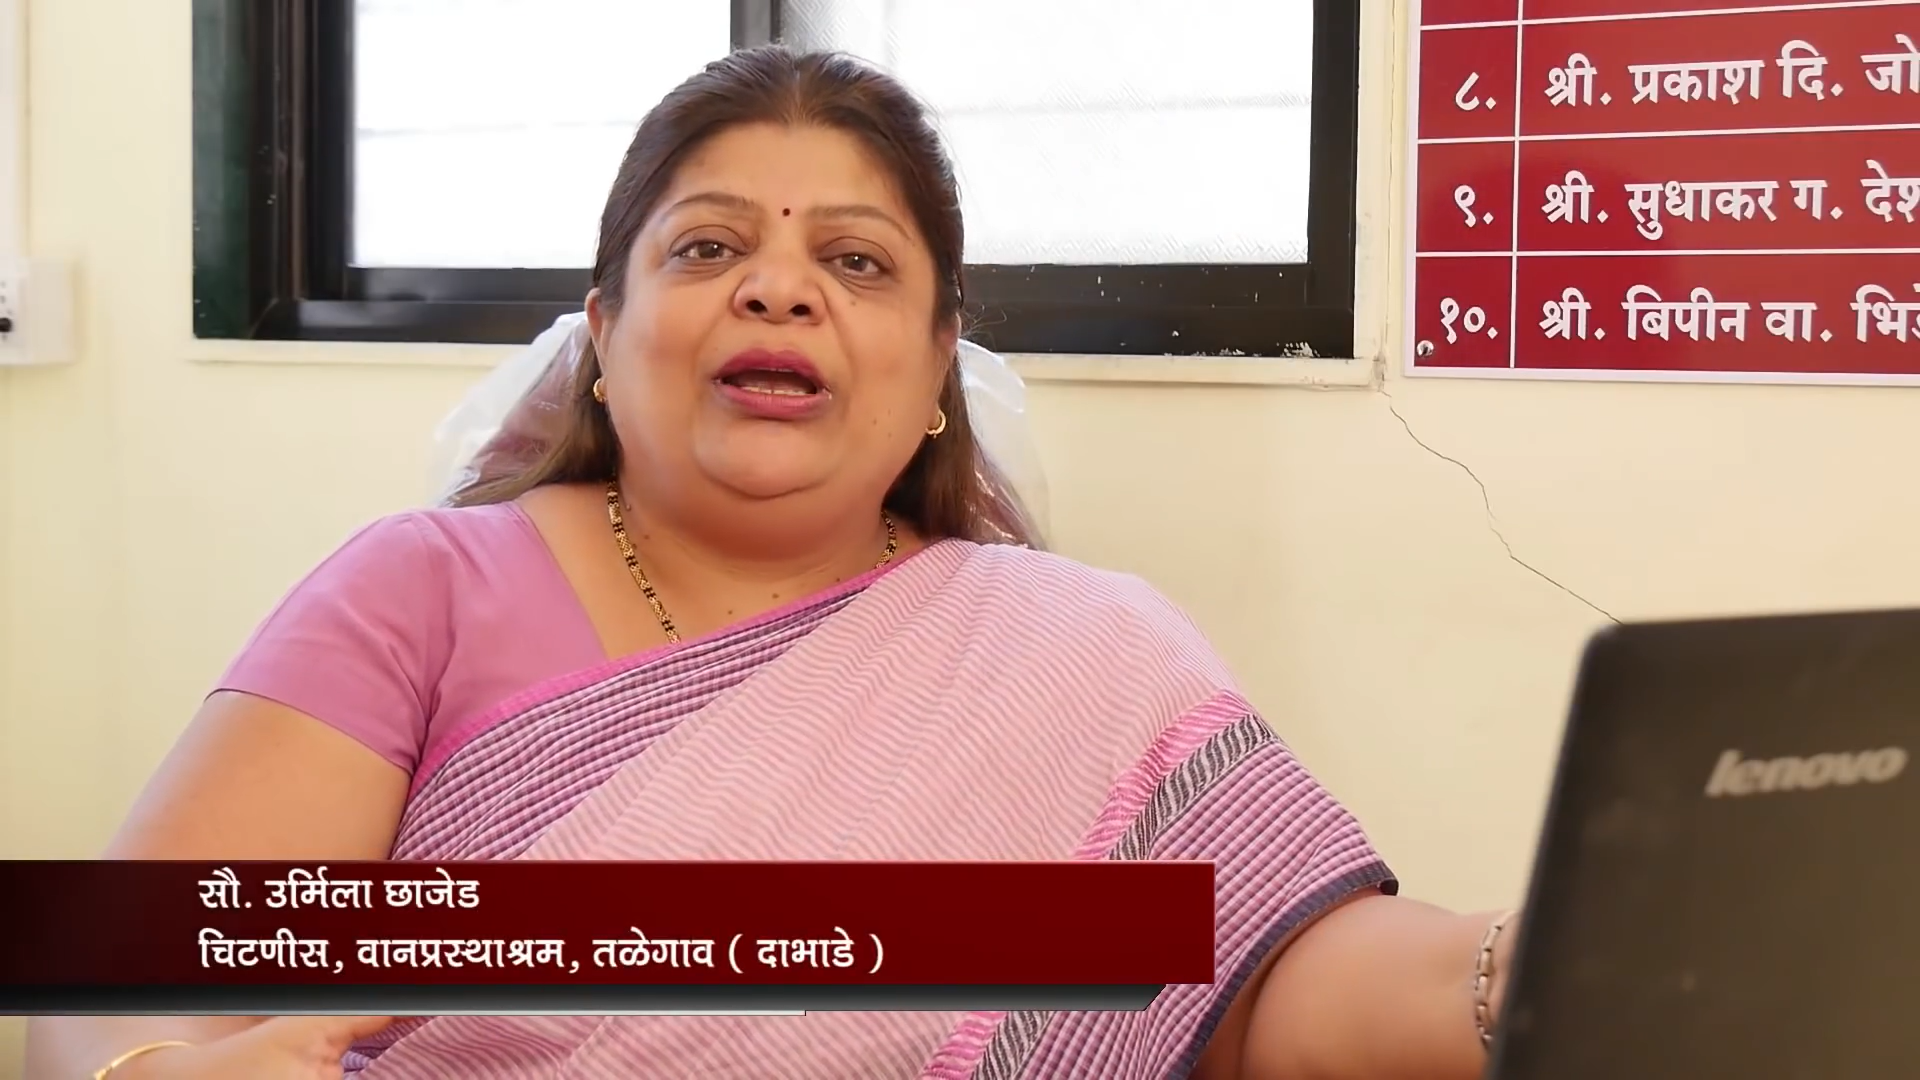 ८. श्री. प्रकाश दि.
९. श्री. सुधाकर ग.
१०. श्री. बिपीन वा.
lenovo
सौ. उर्मिला छाजेड
चिटणीस, वानप्रस्थाश्रम, तळेगाव ( दाभाडे )